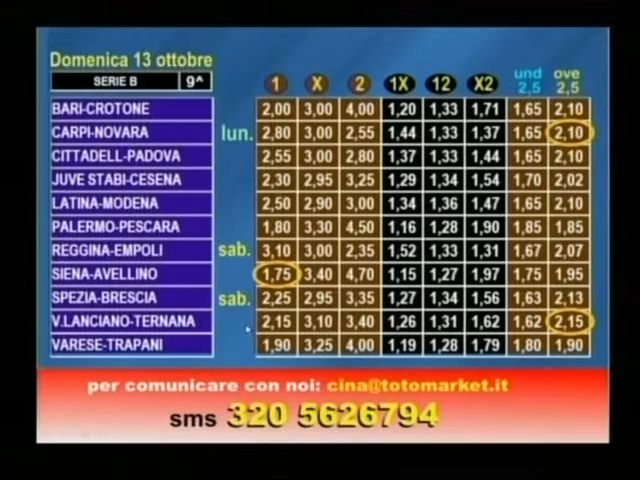 Domenica 13 ottobre
SERIE B 9^ 1 X 2 1X 12 X2 und 2,5 ove 2,5
BARI-CROTONE 2,00 3,00 4,00 1,20 1,33 1,71 1,65 2,10
CARPI-NOVARA lun. 2,80 3,00 2,55 1,44 1,33 1,37 1,65 2,10
CITTADELL-PADOVA 2,55 3,00 2,80 1,37 1,33 1,44 1,65 2,10
JUVE STABI-CESENA 2,30 2,95 3,25 1,29 1,34 1,54 1,70 2,02
LATINA-MODENA 2,50 2,90 3,00 1,34 1,36 1,47 1,65 2,10
PALERMO-PESCARA 1,80 3,30 4,50 1,16 1,28 1,90 1,85 1,85
REGGINA-EMPOLI sab. 3,10 3,00 2,35 1,52 1,33 1,31 1,67 2,07
SIENA-AVELLINO 1,75 3,40 4,70 1,15 1,27 1,97 1,75 1,95
SPEZIA-BRESCIA sab. 2,25 2,95 3,35 1,27 1,34 1,56 1,63 2,13
V.LANCIANO-TERNANA 2,15 3,10 3,40 1,26 1,31 1,62 1,62 2,15
VARESE-TRAPANI 1,90 3,25 4,00 1,19 1,28 1,79 1,80 1,90
per comunicare con noi: cina@totomarket.it
sms 320 5626794